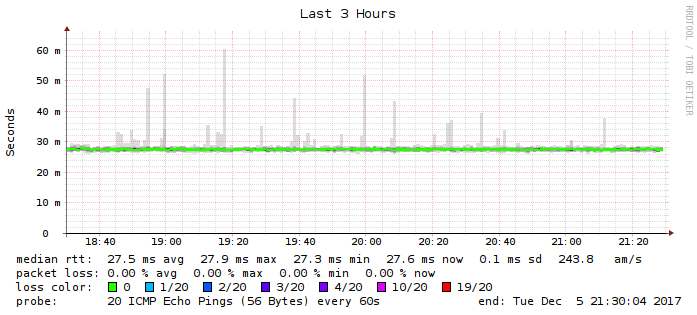 Last 3 Hours
RRDTOOL / TOBI OETIKER
Seconds
60 m
50 m
40 m
30 m
20 m
10 m
0
18:40 19:00 19:20 19:40 20:00 20:20 20:40 21:00 21:20
median rtt: 27.5 ms avg 27.9 ms max 27.3 ms min 27.6 ms now 0.1 ms sd 243.8 am/s
packet loss: 0.00 % avg 0.00 % max 0.00 % min 0.00 % now
loss color: 0 1/20 2/20 3/20 4/20 10/20 19/20
probe: 20 ICMP Echo Pings (56 Bytes) every 60s end: Tue Dec 5 21:30:04 2017